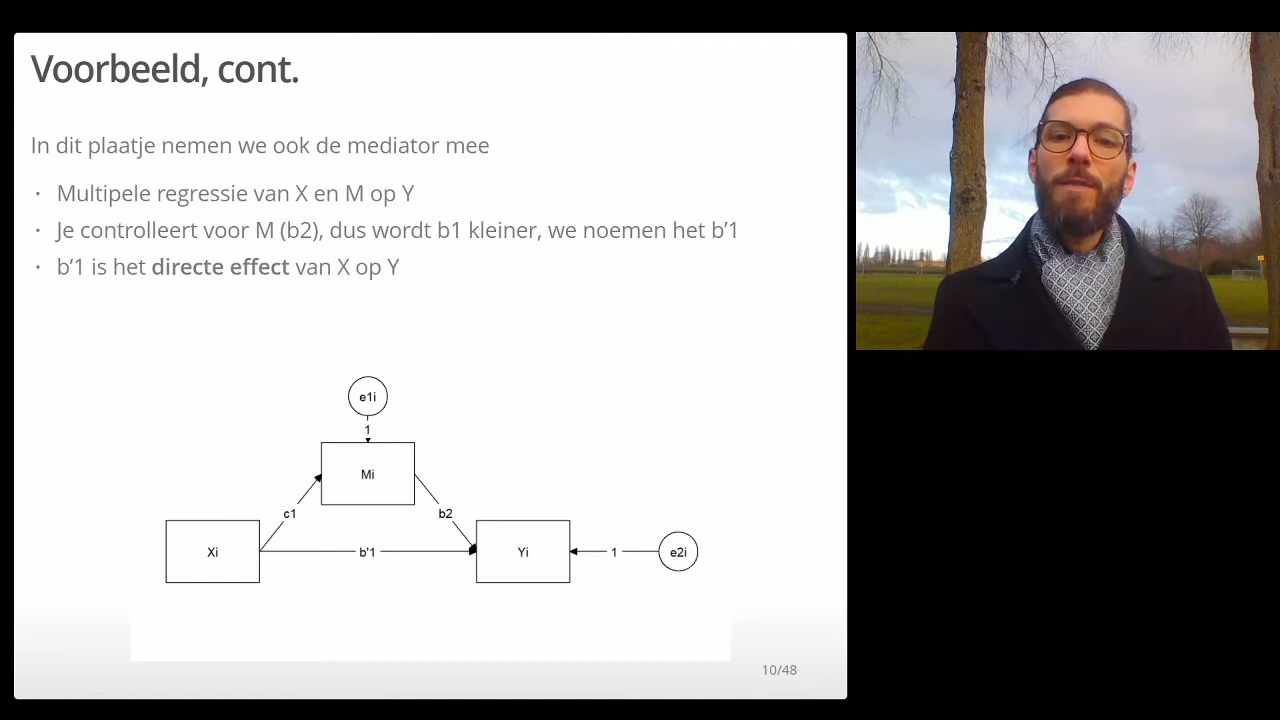 Voorbeeld, cont.
In dit plaatje nemen we ook de mediator mee
· Multipele regressie van X en M op Y
· Je controlleert voor M (b2), dus wordt b1 kleiner, we noemen het b’1
· b’1 is het directe effect van X op Y
e1i
1
Mi
c1
b2
Xi
b'1
Yi
1
e2i
10/48